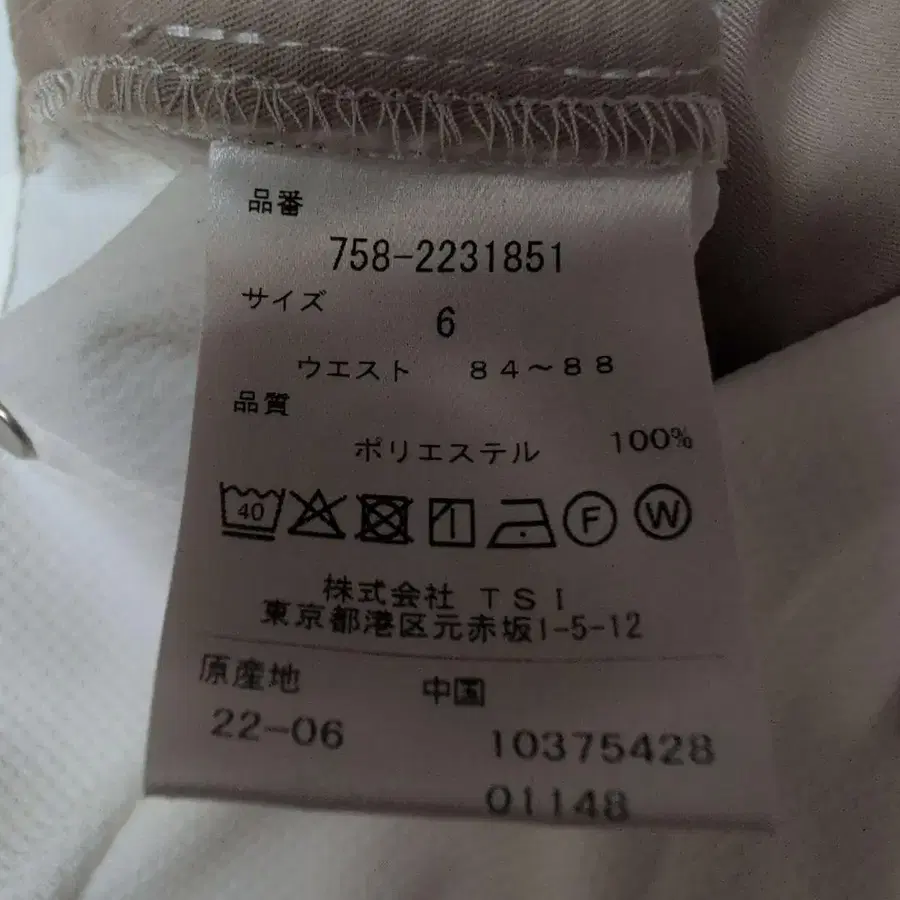 品番
758-2231851
サイズ
6
ウエスト 84~88
品質
ポリエステル 100%
40 F W
株式会社 TSI
東京都港区元赤坂1-5-12
原産地 中国
22-06 10375428
01148